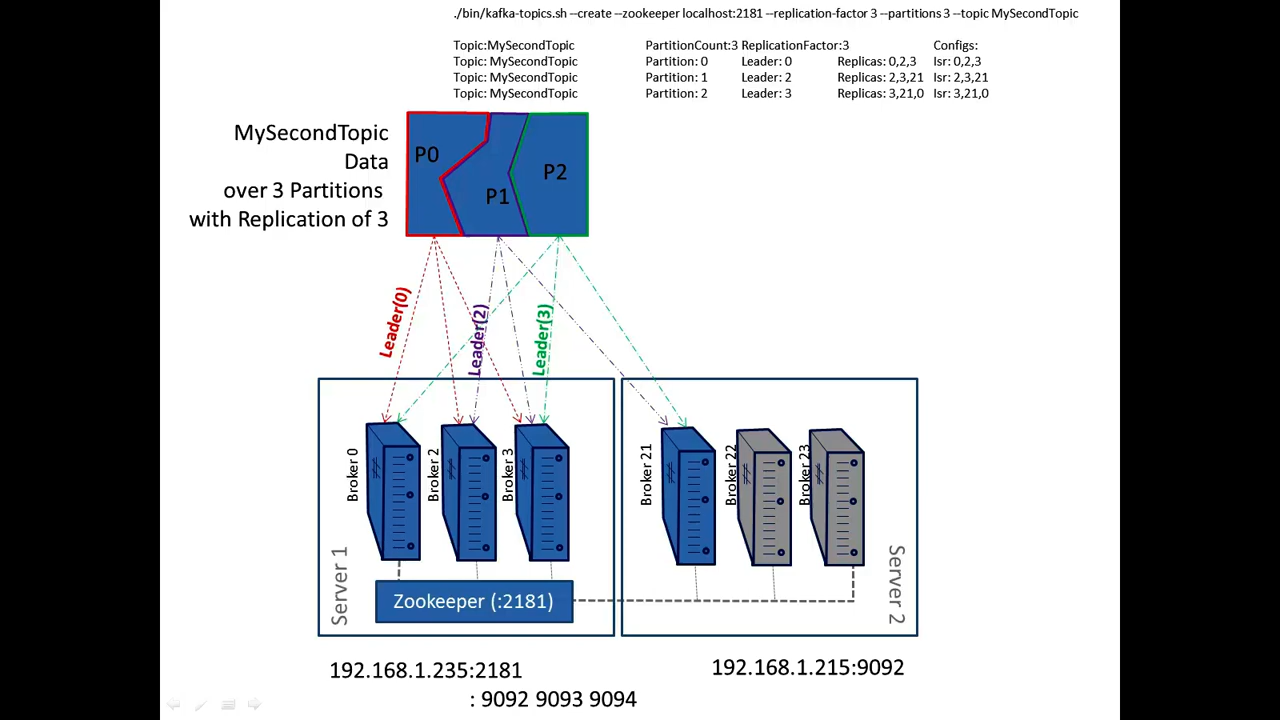 ./bin/kafka-topics.sh --create --zookeeper localhost:2181 --replication-factor 3 --partitions 3 --topic MySecondTopic
Topic:MySecondTopic PartitionCount:3 ReplicationFactor:3 Configs:
Topic: MySecondTopic Partition: 0 Leader: 0 Replicas: 0,2,3 Isr: 0,2,3
Topic: MySecondTopic Partition: 1 Leader: 2 Replicas: 2,3,21 Isr: 2,3,21
Topic: MySecondTopic Partition: 2 Leader: 3 Replicas: 3,21,0 Isr: 3,21,0
MySecondTopic
Data
over 3 Partitions
with Replication of 3
P0
P1
P2
Leader(0)
Leader(2)
Leader(3)
Broker 0
Broker 2
Broker 3
Broker 21
Broker 22
Broker 23
Server 1
Zookeeper (:2181)
Server 2
192.168.1.235:2181
: 9092 9093 9094
192.168.1.215:9092